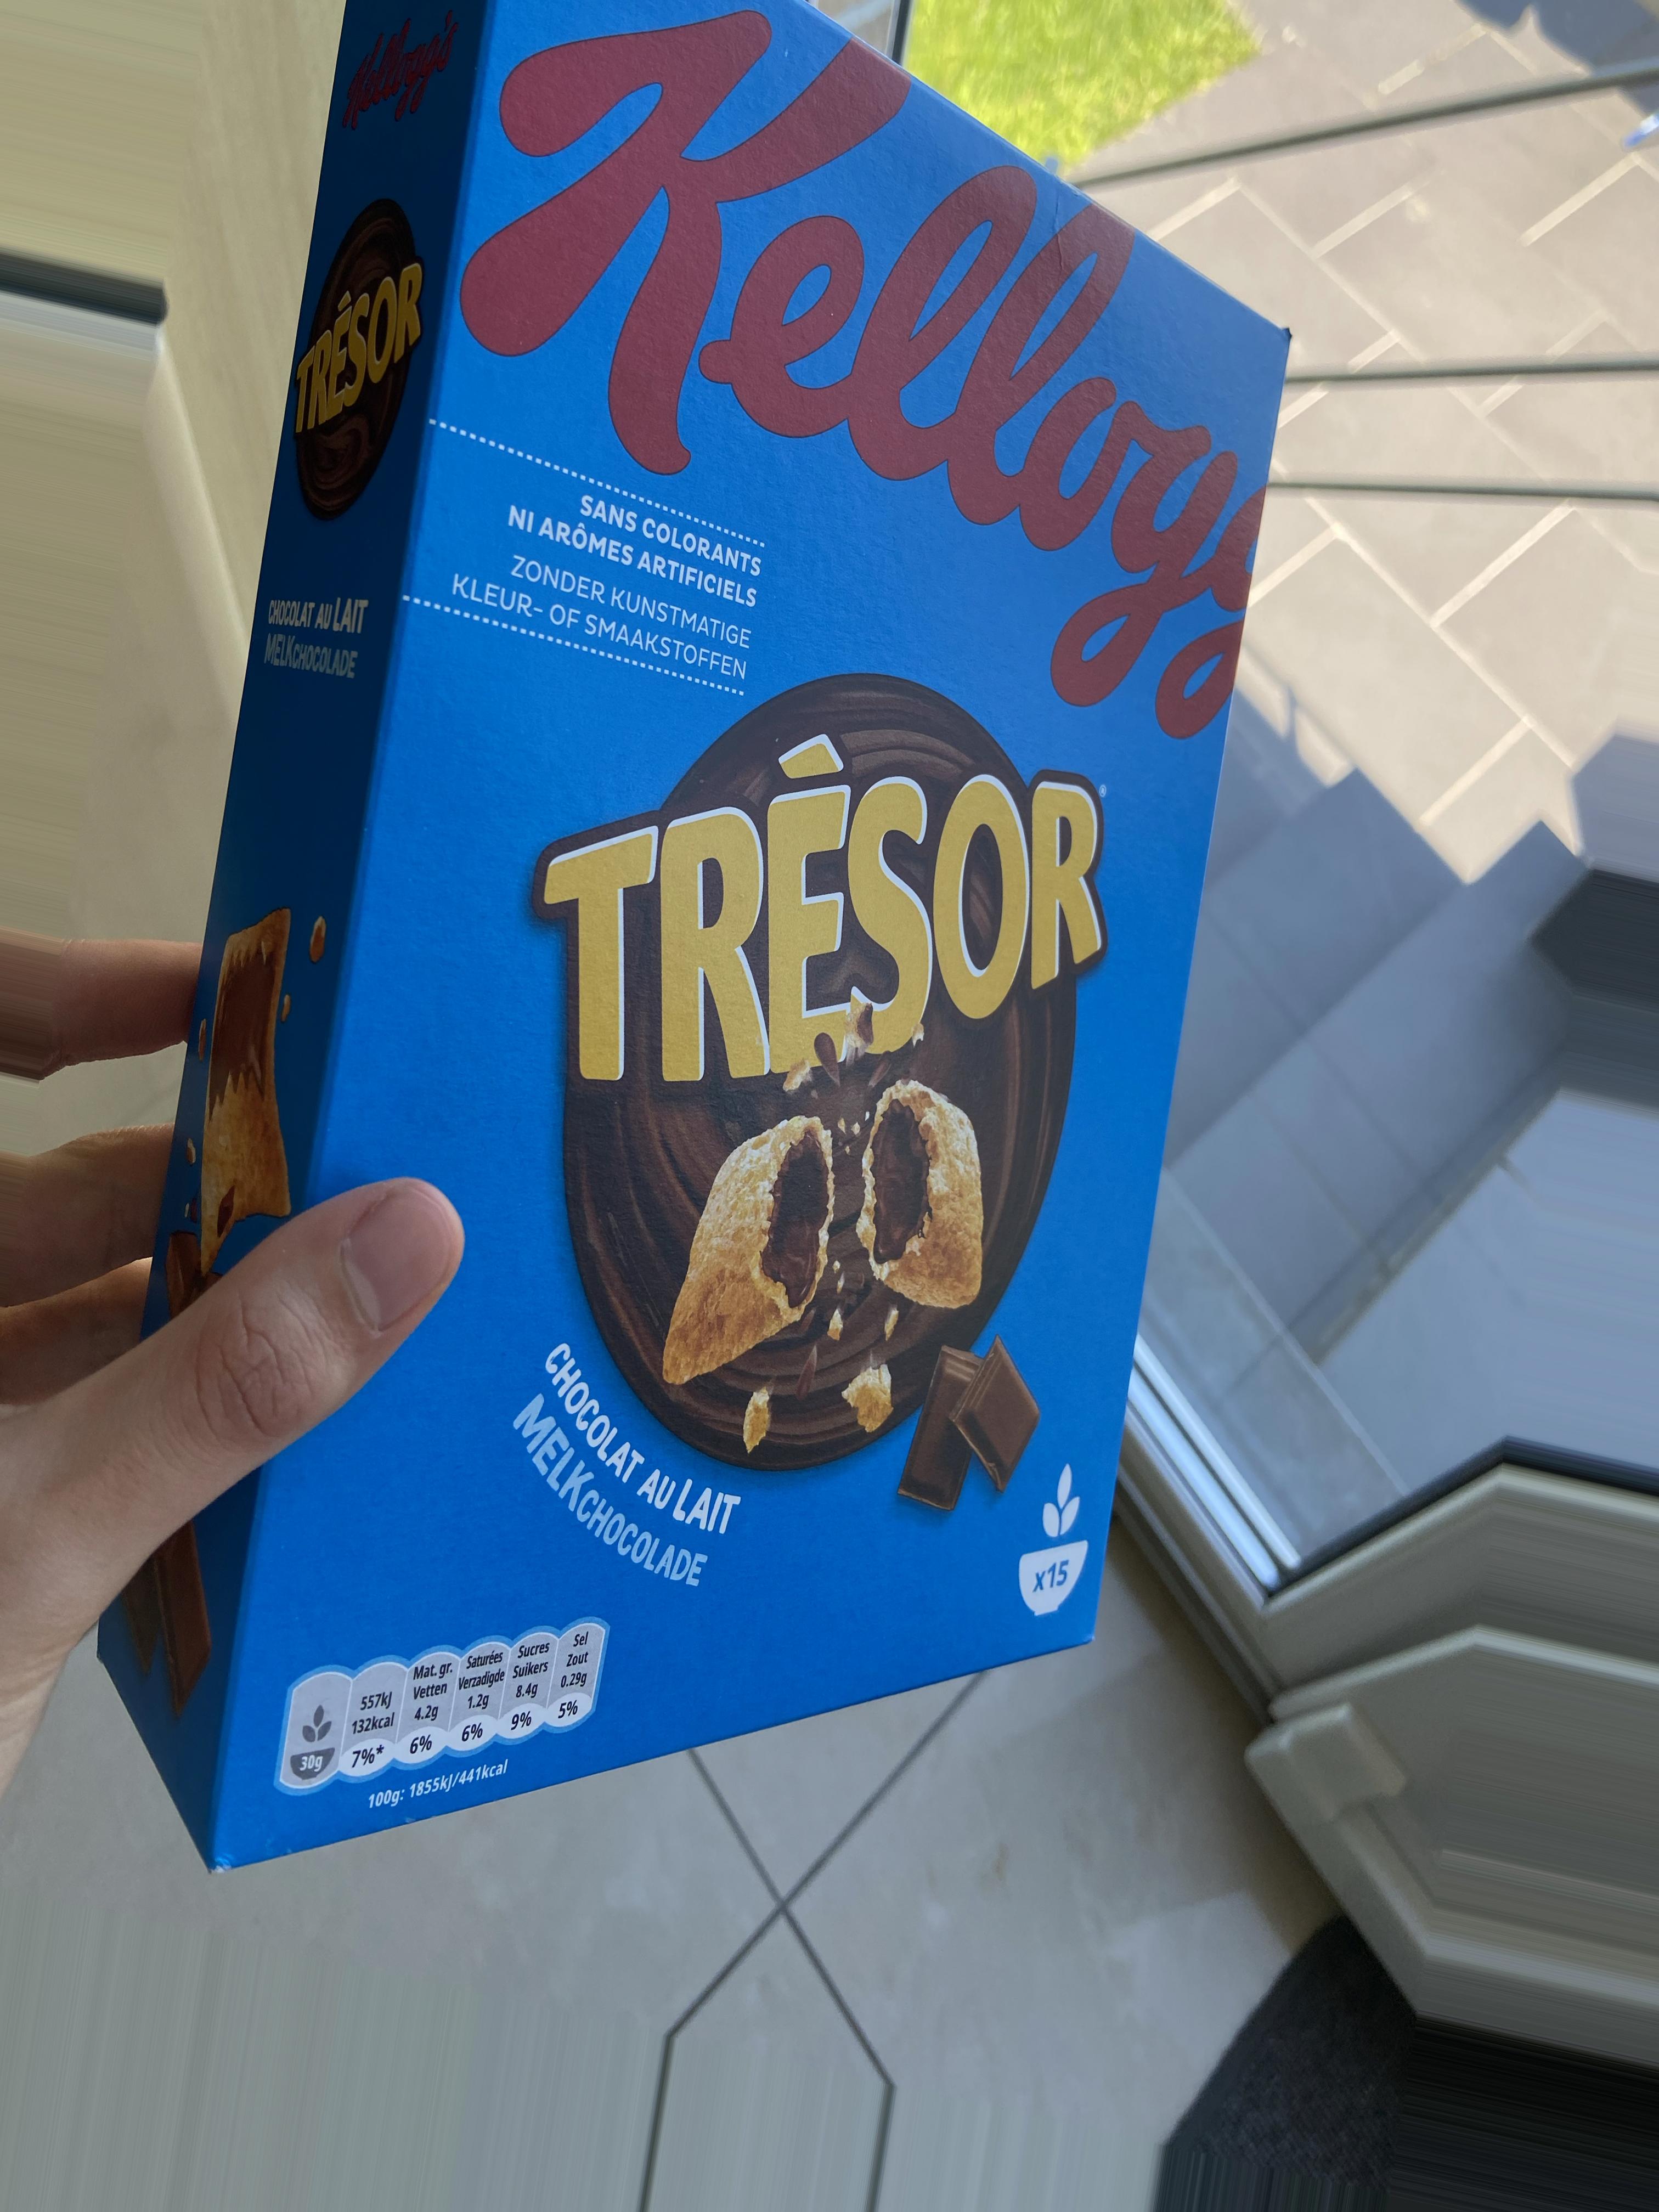 Kellogg's
TRÉSOR
CHOCOLAT AU LAIT
MELKCHOCOLADE
Kellogg's
SANS COLORANTS
NI ARÔMES ARTIFICIELS
ZONDER KUNSTMATIGE
KLEUR- OF SMAAKSTOFFEN
TRÉSOR®
CHOCOLAT AU LAIT
MELKCHOCOLADE
x15
30g
557kJ
132kcal
7%*
Mat. gr.
Vetten
4.2g
6%
Saturées
Verzadigde
1.2g
6%
Sucres
Suikers
8.4g
9%
Sel
Zout
0.29g
5%
100g: 1855kJ/441kcal